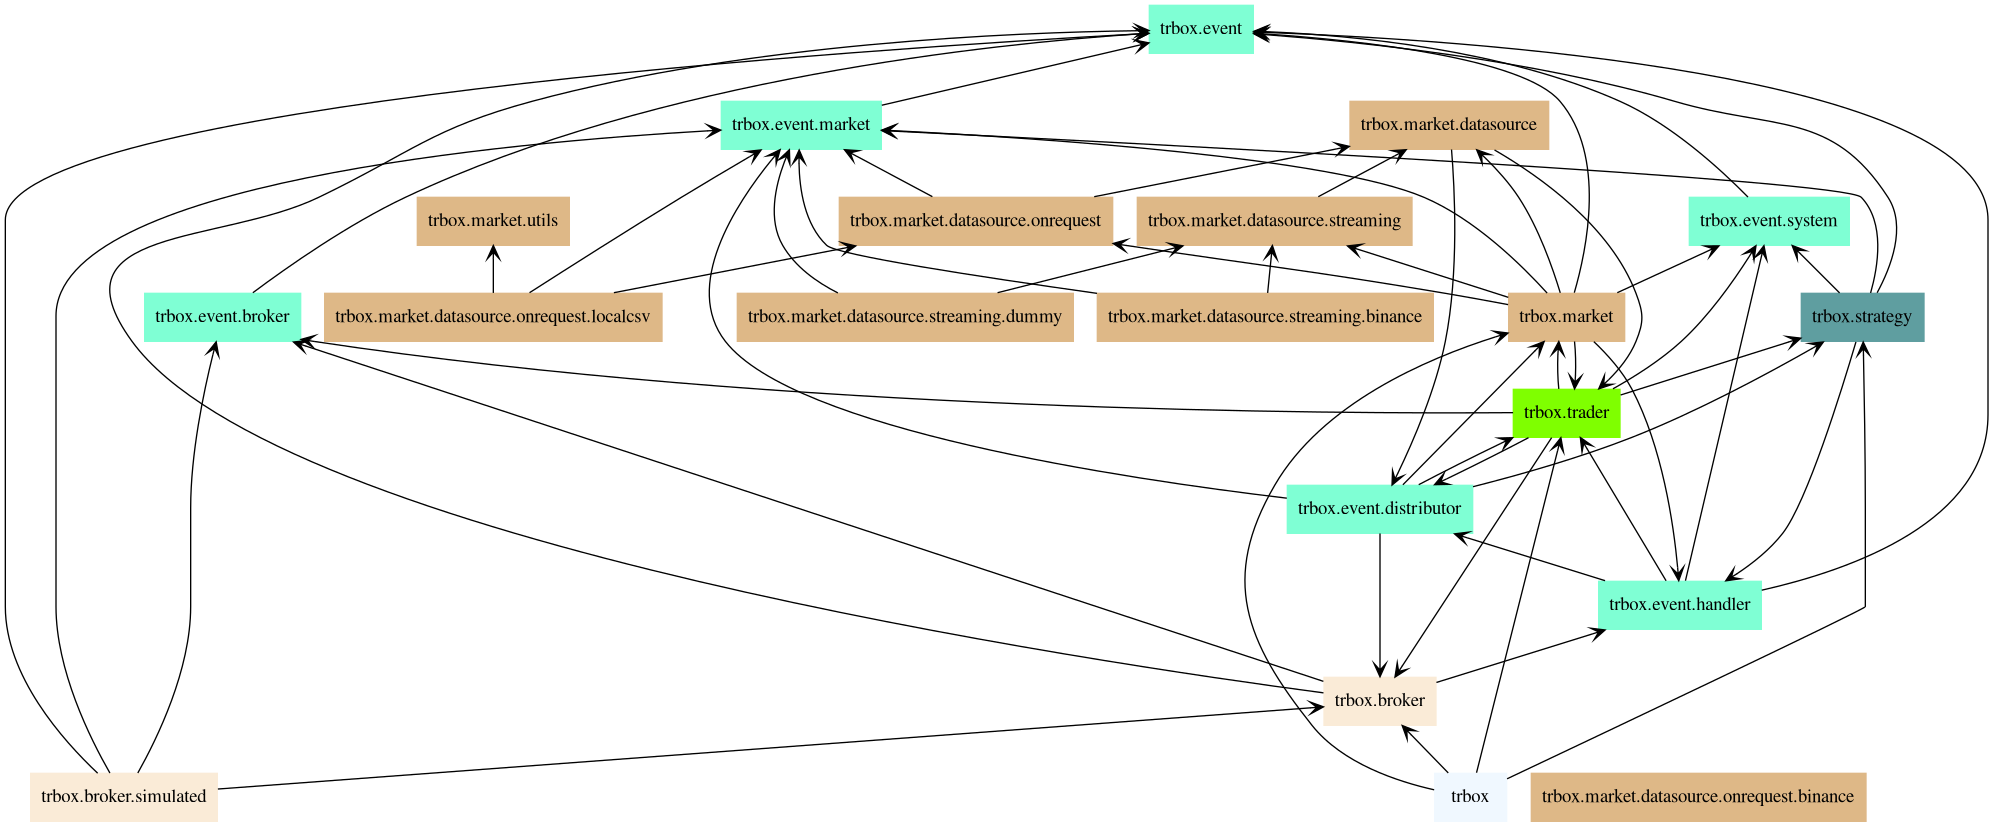 trbox.event
trbox.event.market
trbox.market.datasource
trbox.market.utils
trbox.market.datasource.onrequest
trbox.market.datasource.streaming
trbox.event.system
trbox.event.broker
trbox.market.datasource.onrequest.localcsv
trbox.market.datasource.streaming.dummy
trbox.market.datasource.streaming.binance
trbox.market
trbox.strategy
trbox.trader
trbox.event.distributor
trbox.event.handler
trbox.broker
trbox.broker.simulated
trbox
trbox.market.datasource.onrequest.binance